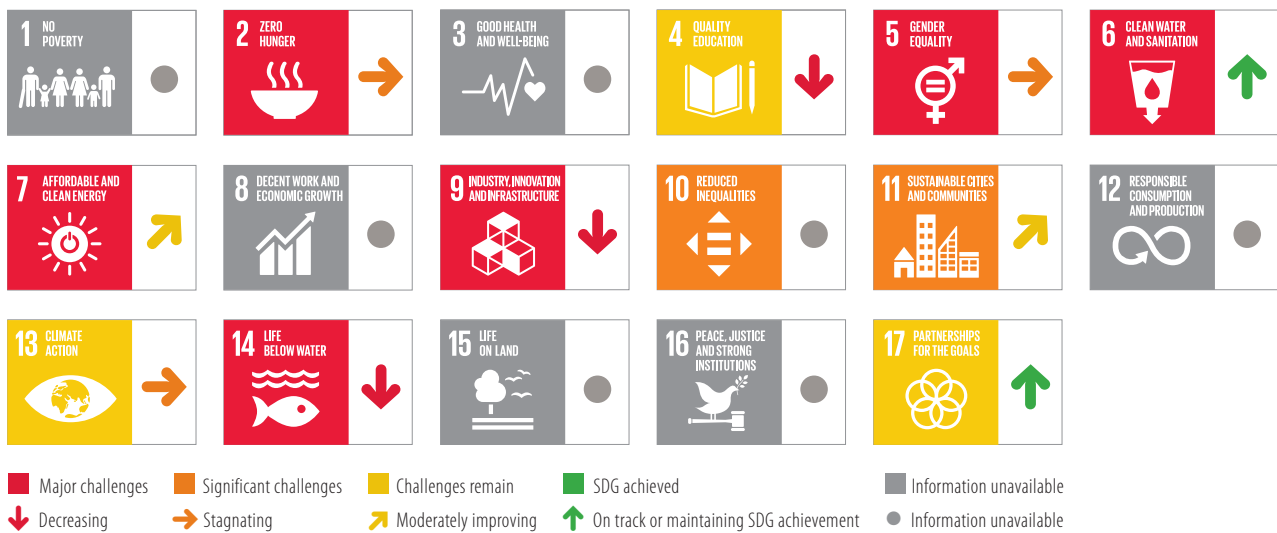 1 NO
POVERTY
2 ZERO
HUNGER
3 GOOD HEALTH
AND WELL-BEING
4 QUALITY
EDUCATION
5 GENDER
EQUALITY
6 CLEAN WATER
AND SANITATION
7 AFFORDABLE AND
CLEAN ENERGY
8 DECENT WORK AND
ECONOMIC GROWTH
9 INDUSTRY, INNOVATION
AND INFRASTRUCTURE
10 REDUCED
INEQUALITIES
11 SUSTAINABLE CITIES
AND COMMUNITIES
12 RESPONSIBLE
CONSUMPTION
AND PRODUCTION
13 CLIMATE
ACTION
14 LIFE
BELOW WATER
15 LIFE
ON LAND
16 PEACE, JUSTICE
AND STRONG
INSTITUTIONS
17 PARTNERSHIPS
FOR THE GOALS
Major challenges Significant challenges Challenges remain SDG achieved Information unavailable
Decreasing Stagnating Moderately improving On track or maintaining SDG achievement Information unavailable